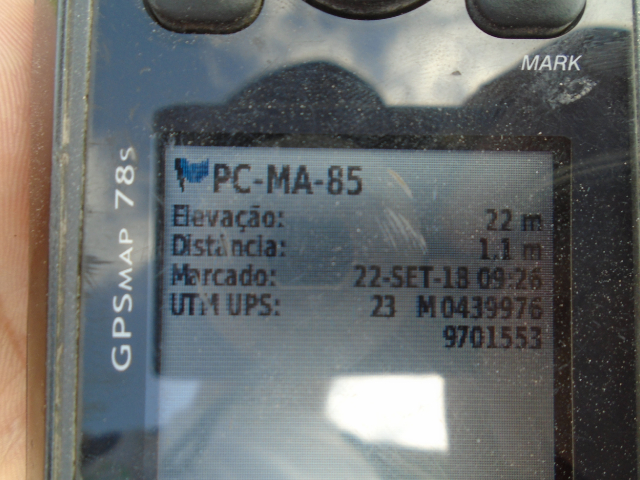 MARK
GPSMAP 78s
PC-MA-85
Elevação: 22 m
Distância: 1,1 m
Marcado: 22-SET-18 09:26
UTM UPS: 23 M 0439976
9701553